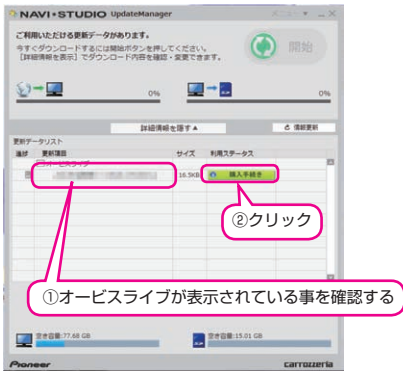 NAVI•STUDIO UpdateManager
メニュー ▼ _ ×
ご利用いただける更新データがあります。
今すぐダウンロードするには開始ボタンを押してください。
[詳細情報を表示] でダウンロード内容を確認・変更できます。
開始
0%
0%
詳細情報を隠す▲
情報更新
更新データリスト
選択 更新項目 サイズ 利用ステータス
オービスライブ
16.5KB 購入手続き
②クリック
①オービスライブが表示されている事を確認する
空き容量:77.68 GB
空き容量:15.01 GB
Pioneer
carrozzeria